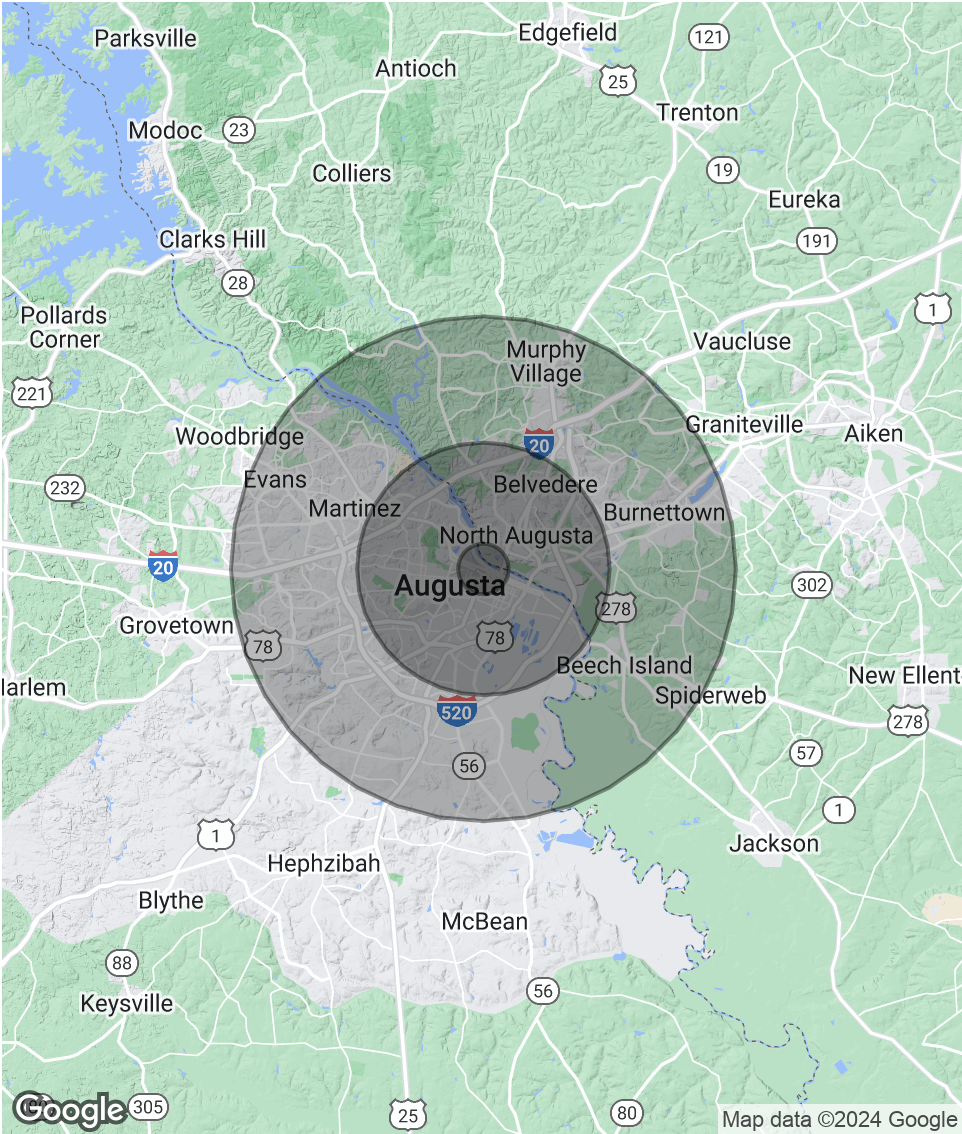 Parksville
Edgefield
121
Antioch
25
Trenton
Modoc
23
19
Colliers
Eureka
Clarks Hill
191
28
Pollards
Corner
1
Vaucluse
Murphy
Village
221
Graniteville
Woodbridge
Aiken
20
Evans
232
Belvedere
Martinez
Burnettown
North Augusta
20
Augusta
302
278
Grovetown
78
78
Beech Island
New Ellent-
larlem
Spiderweb
520
278
57
56
1
1
Jackson
Hephzibah
Blythe
McBean
88
56
Keysville
Google
305
25
80
Map data ©2024 Google